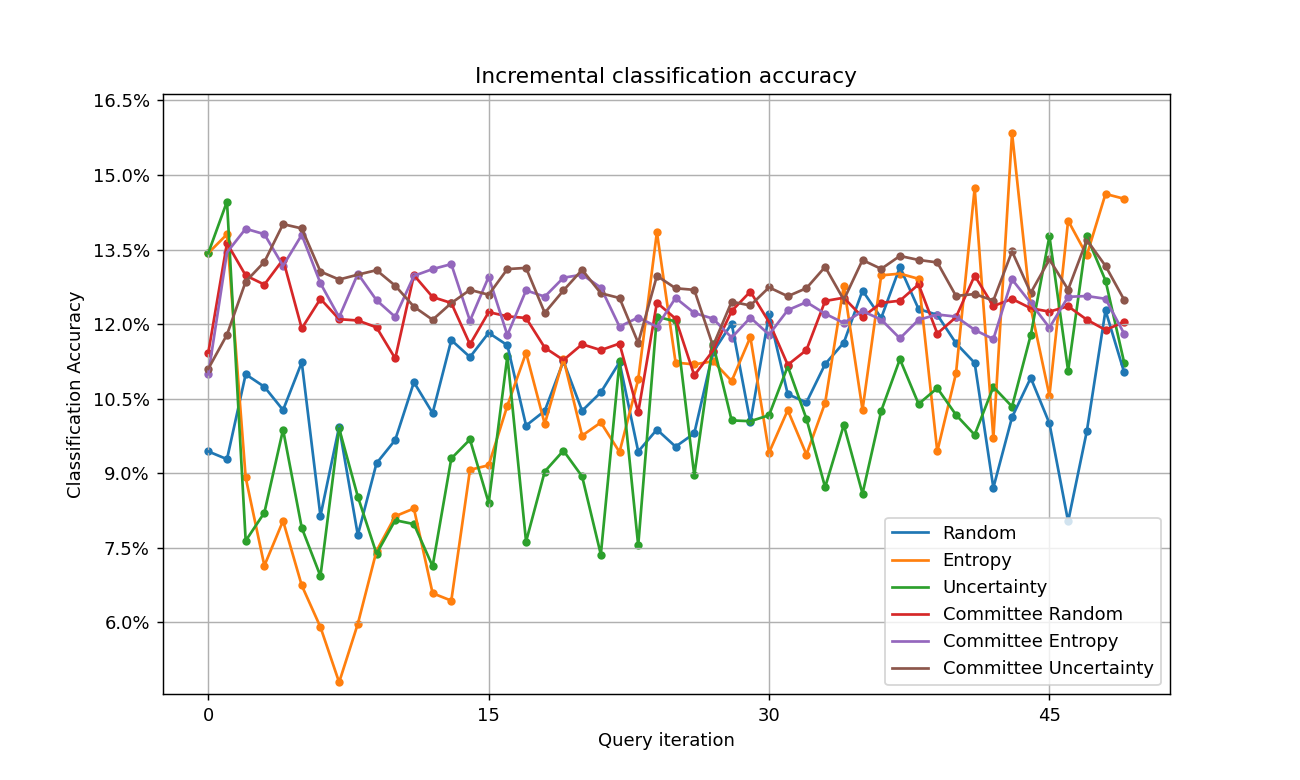 Incremental classification accuracy
Classification Accuracy
16.5%
15.0%
13.5%
12.0%
10.5%
9.0%
7.5%
6.0%
0
15
30
45
Query iteration
Random
Entropy
Uncertainty
Committee Random
Committee Entropy
Committee Uncertainty